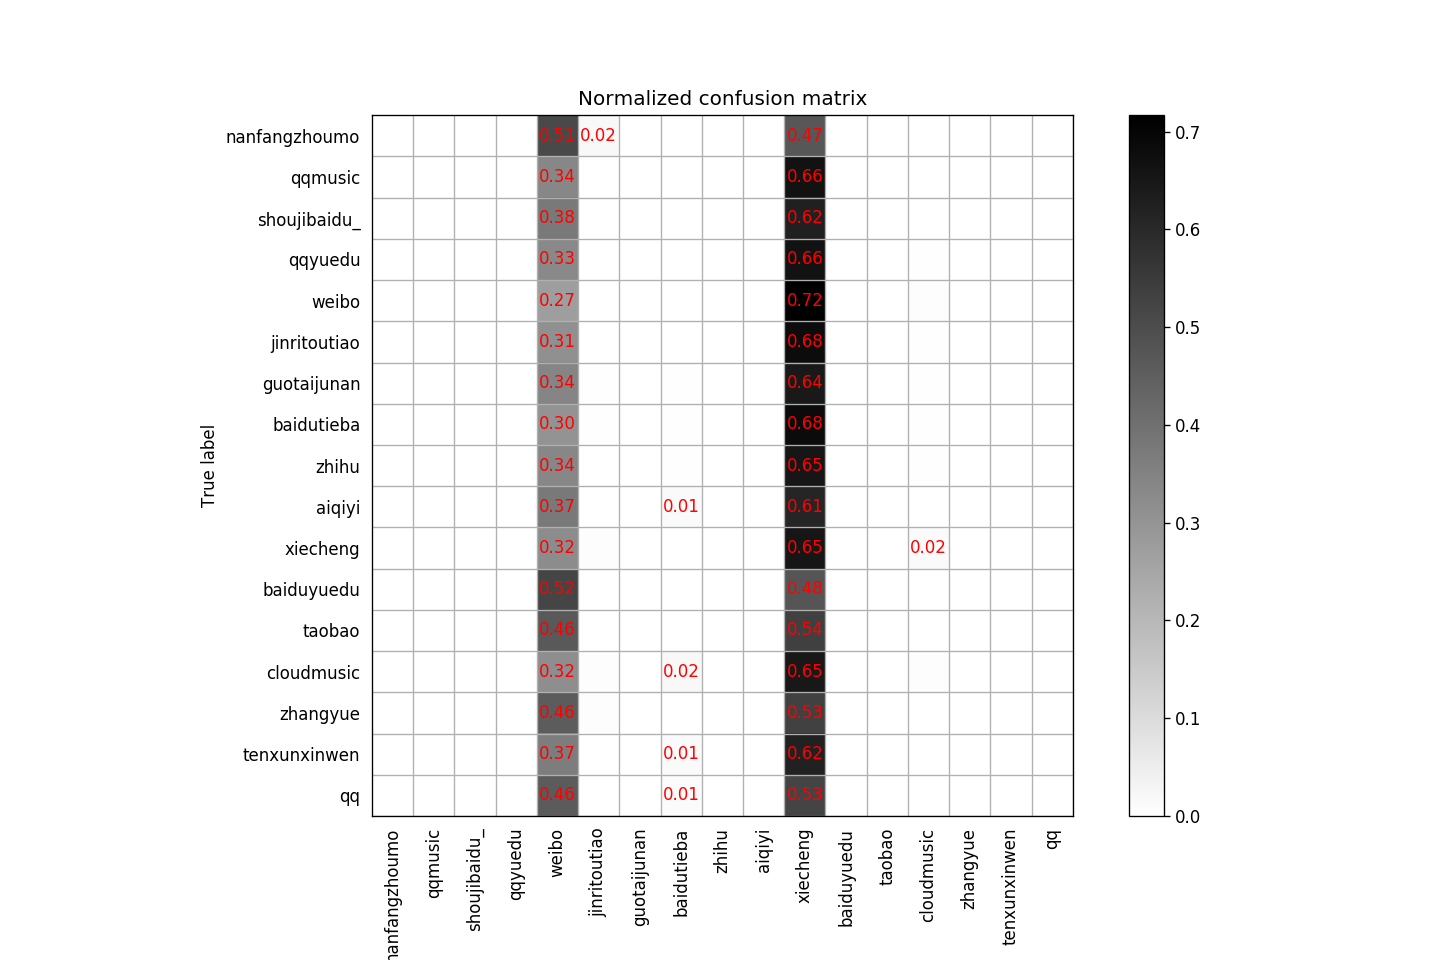 Normalized confusion matrix
nanfangzhoumo 0.51 0.02 0.47
qqmusic 0.34 0.66
shoujibaidu_ 0.38 0.62
qqyuedu 0.33 0.66
weibo 0.27 0.72
jinritoutiao 0.31 0.68
guotaijunan 0.34 0.64
baidutieba 0.30 0.68
zhihu 0.34 0.65
aiqiyi 0.37 0.01 0.61
xiecheng 0.32 0.65 0.02
baiduyuedu 0.52 0.48
taobao 0.46 0.54
cloudmusic 0.32 0.02 0.65
zhangyue 0.46 0.53
tenxunxinwen 0.37 0.01 0.62
qq 0.46 0.01 0.53
True label
nanfangzhoumo
qqmusic
shoujibaidu_
qqyuedu
weibo
jinritoutiao
guotaijunan
baidutieba
zhihu
aiqiyi
xiecheng
baiduyuedu
taobao
cloudmusic
zhangyue
tenxunxinwen
qq
0.7
0.6
0.5
0.4
0.3
0.2
0.1
0.0